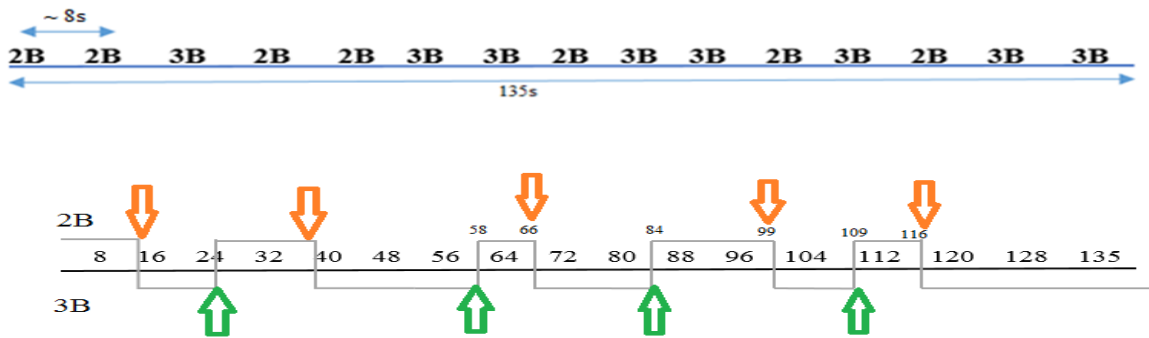 ~ 8s
2B 2B 3B 2B 2B 3B 3B 2B 3B 3B 2B 3B 2B 3B 3B
135s
2B 58 66 84 99 109 116
8 16 24 32 40 48 56 64 72 80 88 96 104 112 120 128 135
3B